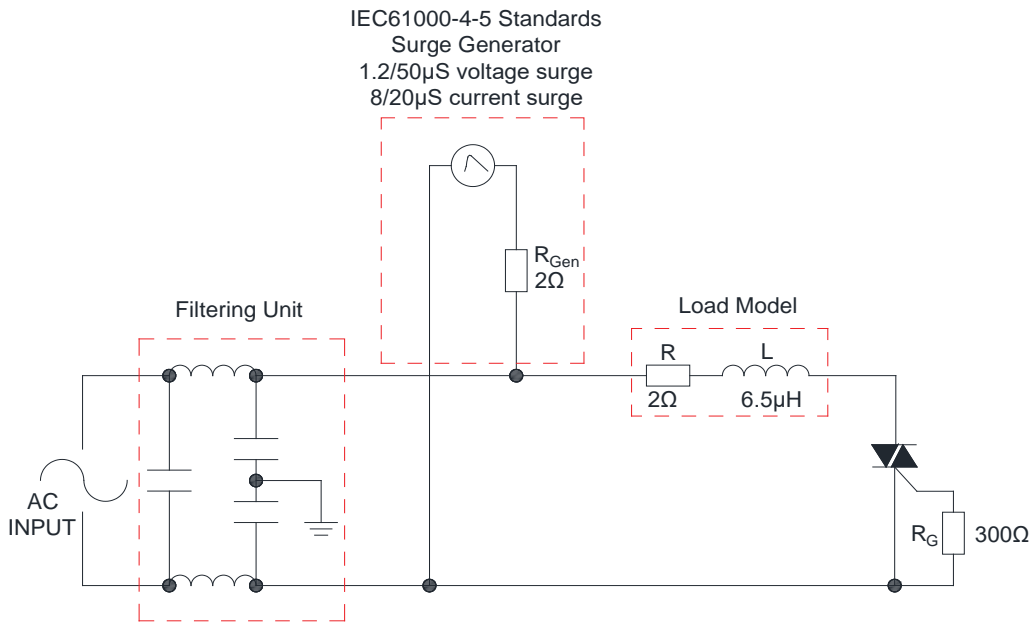 IEC61000-4-5 Standards
Surge Generator
1.2/50µS voltage surge
8/20µS current surge
RGen
2Ω
Filtering Unit
Load Model
R
L
2Ω
6.5µH
AC
INPUT
RG
300Ω